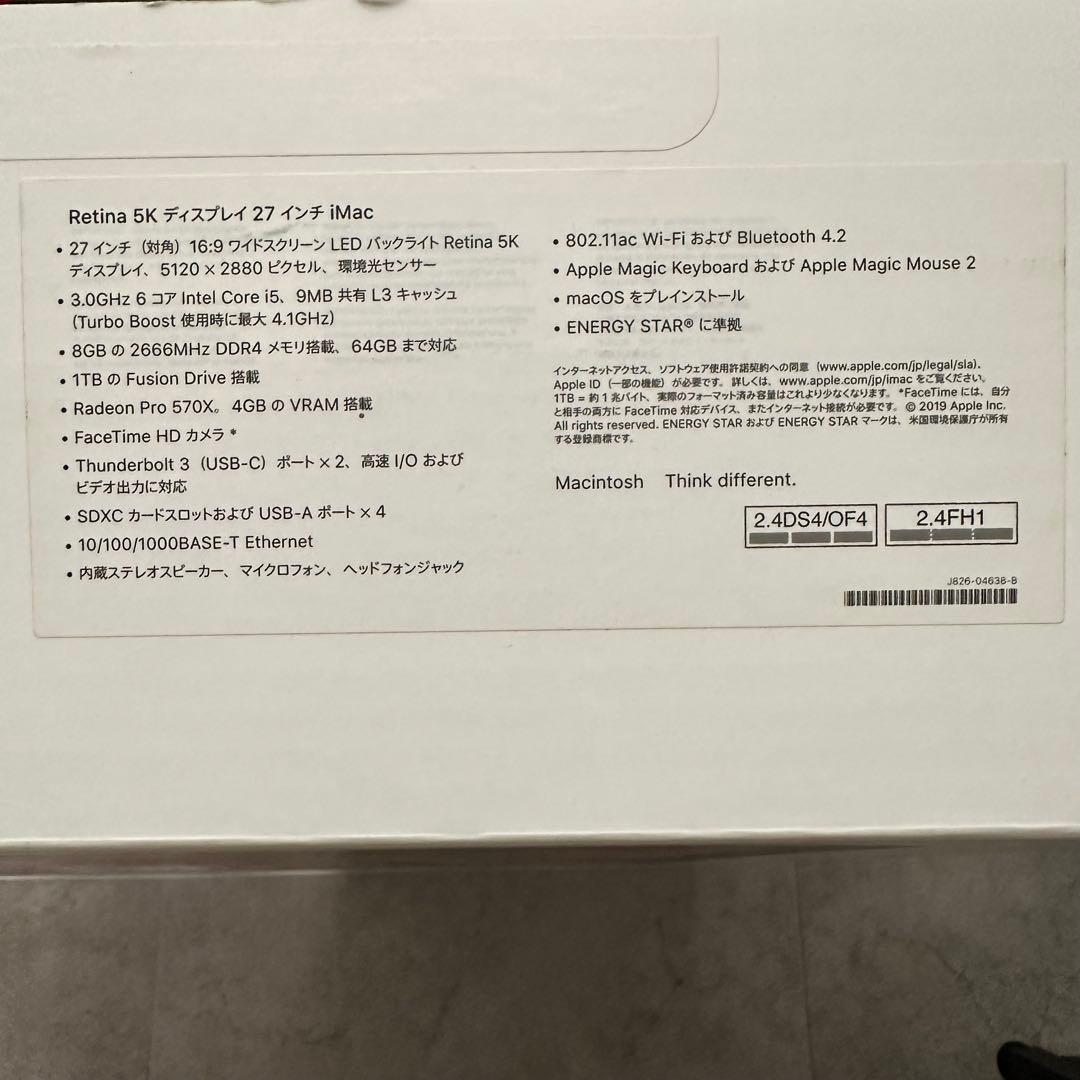 Retina 5K ディスプレイ 27 インチ iMac
• 27 インチ（対角）16:9 ワイドスクリーン LED バックライト Retina 5K
ディスプレイ、5120 × 2880 ピクセル、環境光センサー
• 3.0GHz 6 コア Intel Core i5、9MB 共有 L3 キャッシュ
（Turbo Boost 使用時に最大 4.1GHz）
• 8GB の 2666MHz DDR4 メモリ搭載、64GB まで対応
• 1TB の Fusion Drive 搭載
• Radeon Pro 570X。4GB の VRAM 搭載
• FaceTime HD カメラ *
• Thunderbolt 3（USB-C）ポート × 2、高速 I/O および
ビデオ出力に対応
• SDXC カードスロットおよび USB-A ポート × 4
• 10/100/1000BASE-T Ethernet
• 内蔵ステレオスピーカー、マイクロフォン、ヘッドフォンジャック
• 802.11ac Wi-Fi および Bluetooth 4.2
• Apple Magic Keyboard および Apple Magic Mouse 2
• macOS をプレインストール
• ENERGY STAR® に準拠
インターネットアクセス、ソフトウェア使用許諾契約への同意（www.apple.com/jp/legal/sla）、
Apple ID（一部の機能）が必要です。詳しくは、www.apple.com/jp/imac をご覧ください。
1TB = 約 1 兆バイト、実際のフォーマット済み容量はこれより少なくなります。*FaceTime には、自分
と相手の両方に FaceTime 対応デバイス、またインターネット接続が必要です。© 2019 Apple Inc.
All rights reserved. ENERGY STAR および ENERGY STAR マークは、米国環境保護庁が所有
する登録商標です。
Macintosh Think different.
2.4DS4/OF4 2.4FH1
J826-04638-B